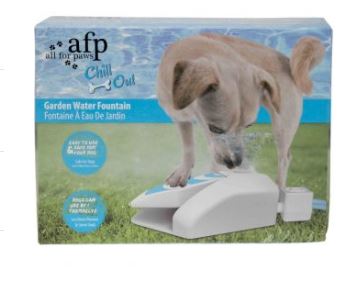 afp
all for paws
Chill
Out
Garden Water Fountain
Fontaine À Eau De Jardin
EASY TO USE
& SAFE FOR
YOUR DOG
DOGS CAN
USE BY
THEMSELVE